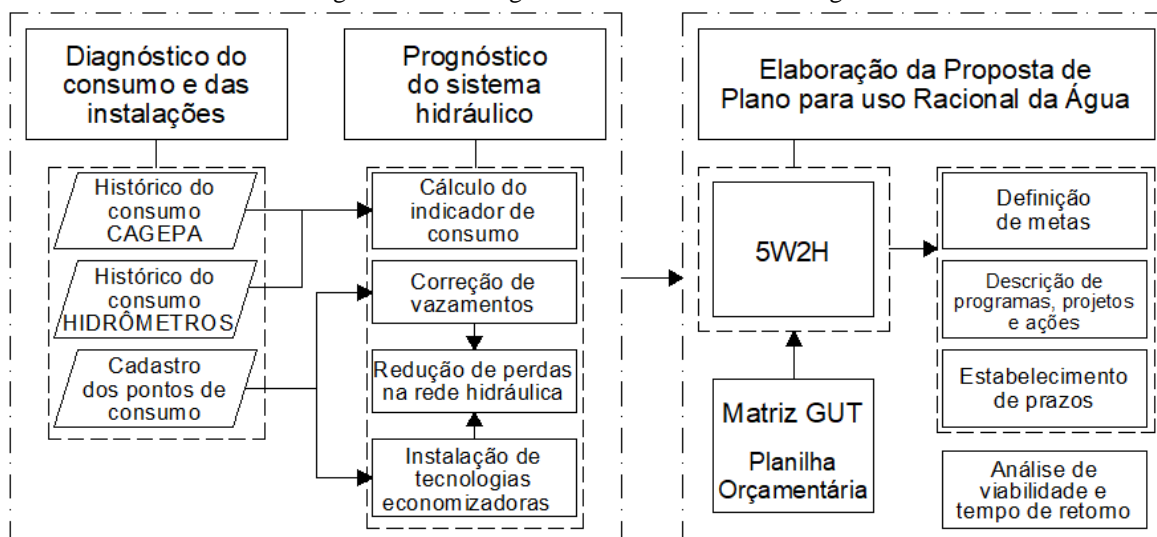 Diagnóstico do
consumo e das
instalações
Histórico do
consumo
CAGEPA
Histórico do
consumo
HIDRÔMETROS
Cadastro
dos pontos de
consumo
Prognóstico
do sistema
hidráulico
Cálculo do
indicador de
consumo
Correção de
vazamentos
Redução de perdas
na rede hidráulica
Instalação de
tecnologias
economizadoras
Elaboração da Proposta de
Plano para uso Racional da Água
5W2H
Matriz GUT
Planilha
Orçamentária
Definição
de metas
Descrição de
programas, projetos
e ações
Estabelecimento
de prazos
Análise de
viabilidade e
tempo de retorno